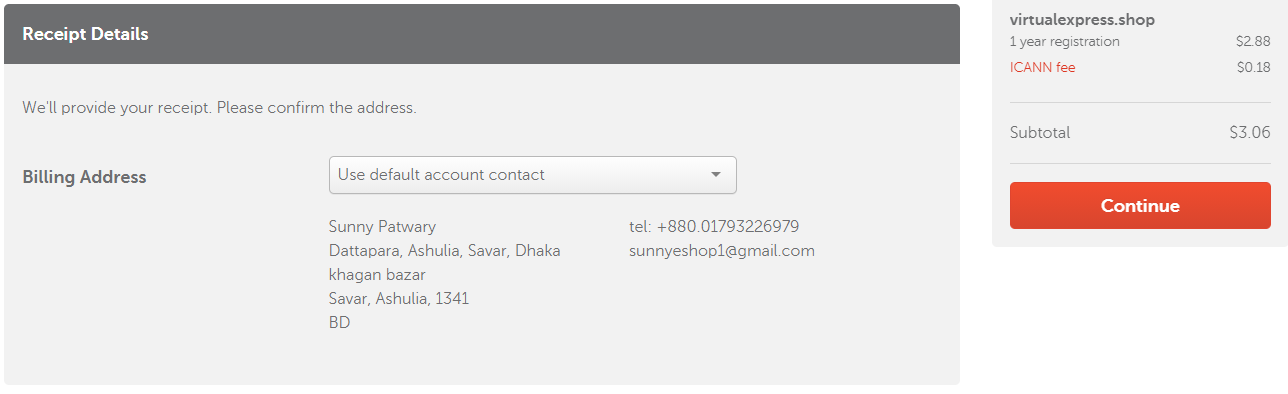 Receipt Details
We'll provide your receipt. Please confirm the address.
Billing Address
Use default account contact
Sunny Patwary
Dattapara, Ashulia, Savar, Dhaka
khagan bazar
Savar, Ashulia, 1341
BD
tel: +880.01793226979
sunnyeshop1@gmail.com
virtualexpress.shop
1 year registration $2.88
ICANN fee $0.18
Subtotal $3.06
Continue